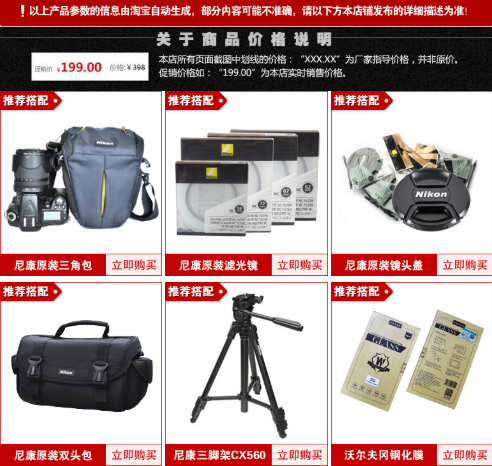 ! 以上产品参数的信息由淘宝自动生成，部分内容可能不准确，请以下方本店铺发布的详细描述为准！
关于商品价格说明
促销价 ¥199.00 价格：¥398
本店所有页面截图中划线的价格：“XXX.XX”为厂家指导价格，并非原价。
促销价格如：“199.00”为本店实时销售价格。
推荐搭配 推荐搭配 推荐搭配
Nikon
Nikon
尼康原装三角包 立即购买 尼康原装滤光镜 立即购买 尼康原装镜头盖 立即购买
推荐搭配 推荐搭配 推荐搭配
GLASS
GLASS
W
Nikon
尼康原装双头包 立即购买 尼康三脚架CX560 立即购买 沃尔夫冈钢化膜 立即购买